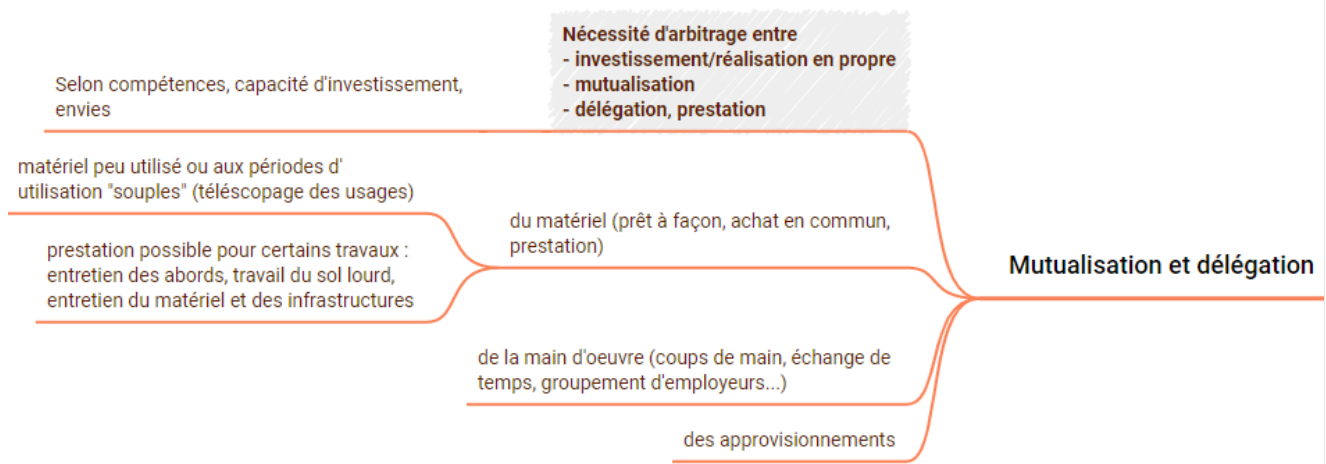 Nécessité d'arbitrage entre
- investissement/réalisation en propre
- mutualisation
- délégation, prestation
Selon compétences, capacité d'investissement,
envies
matériel peu utilisé ou aux périodes d'
utilisation "souples" (téléscopage des usages)
du matériel (prêt à façon, achat en commun,
prestation)
prestation possible pour certains travaux :
entretien des abords, travail du sol lourd,
entretien du matériel et des infrastructures
Mutualisation et délégation
de la main d'oeuvre (coups de main, échange de
temps, groupement d'employeurs...)
des approvisionnements